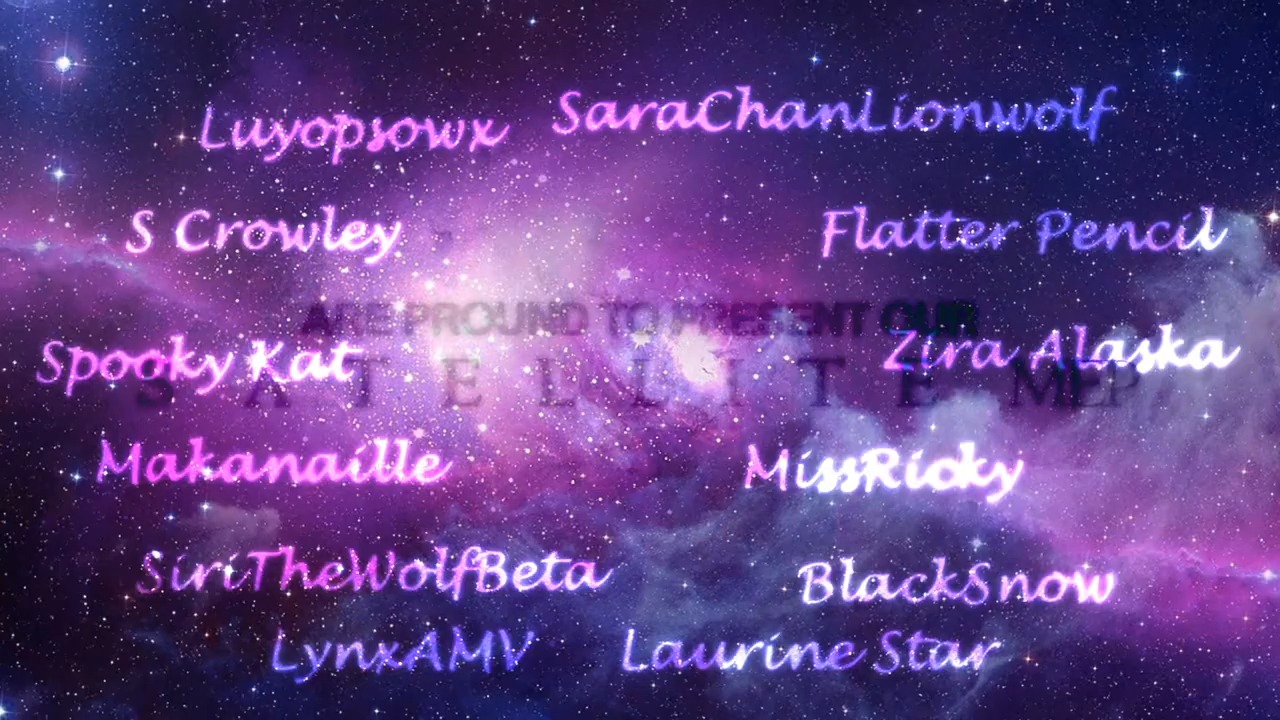 Luyopsowx SaraChanLionwolf
S Crowley Flatter Pencil
ARE PROUND TO PRESENT OUR
Spooky Kat Zira Alaska
S A T E L L I T E MEP
Makanaille MissRicky
SiriTheWolfBeta BlackSnow
LynxAMV Laurine Star